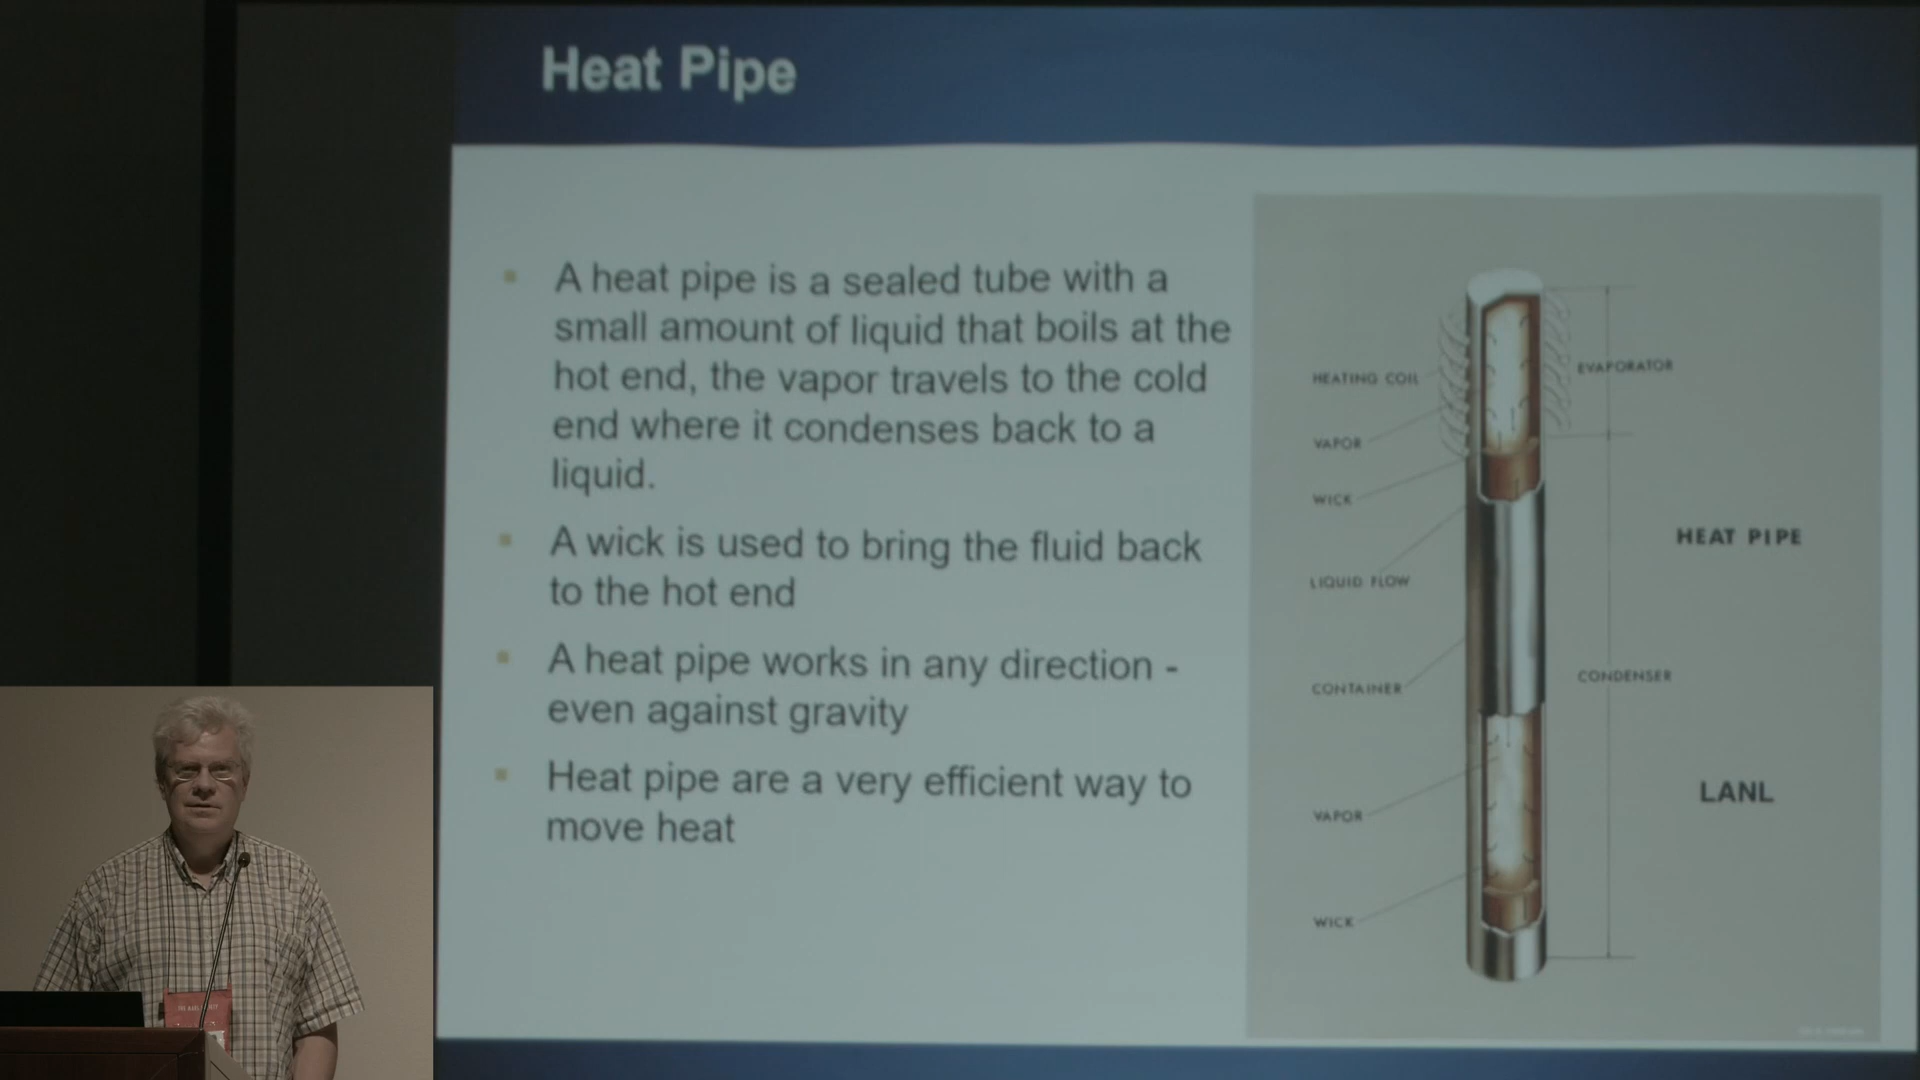 Heat Pipe
A heat pipe is a sealed tube with a
small amount of liquid that boils at the
hot end, the vapor travels to the cold
end where it condenses back to a
liquid.
A wick is used to bring the fluid back
to the hot end
A heat pipe works in any direction -
even against gravity
Heat pipe are a very efficient way to
move heat
HEATING COIL
EVAPORATOR
VAPOR
WICK
HEAT PIPE
LIQUID FLOW
CONTAINER
CONDENSER
LANL
VAPOR
WICK